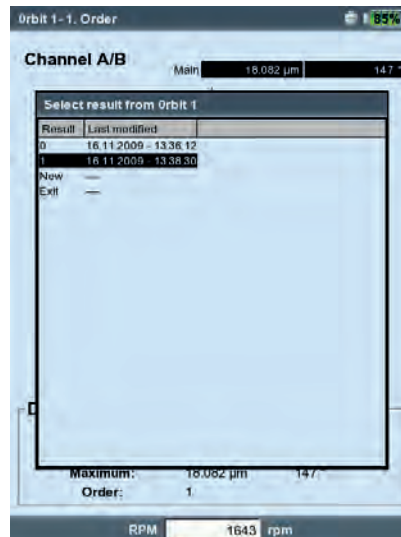 0rbit 1- 1. Order 85%
Channel A/B
Main 18.082 µm 147 °
Select result from 0rbit 1
Result Last modified
0 16.11.2009 - 13.36.12
1 16.11.2009 - 13.38.30
New ---
Exit ---
D
Maximum: 18.082 µm 147 °
Order: 1
RPM 1643 rpm